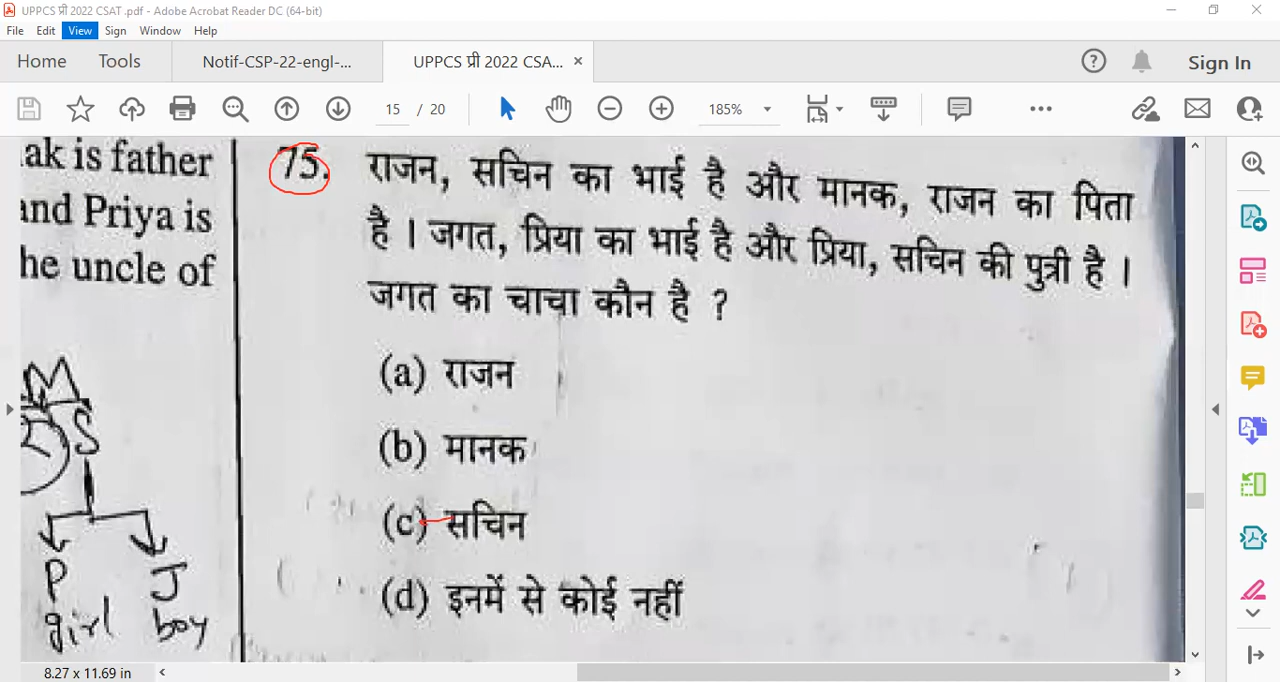 UPPCS प्री 2022 CSAT .pdf - Adobe Acrobat Reader DC (64-bit)
File Edit View Sign Window Help
Home Tools Notif-CSP-22-engl-... UPPCS प्री 2022 CSA... × Sign In
15 / 20 185%
ak is father
and Priya is
he uncle of
M
S
P J
girl boy
75. राजन, सचिन का भाई है और मानक, राजन का पिता
है । जगत, प्रिया का भाई है और प्रिया, सचिन की पुत्री है ।
जगत का चाचा कौन है ?
(a) राजन
(b) मानक
(c) सचिन
(d) इनमें से कोई नहीं
8.27 x 11.69 in